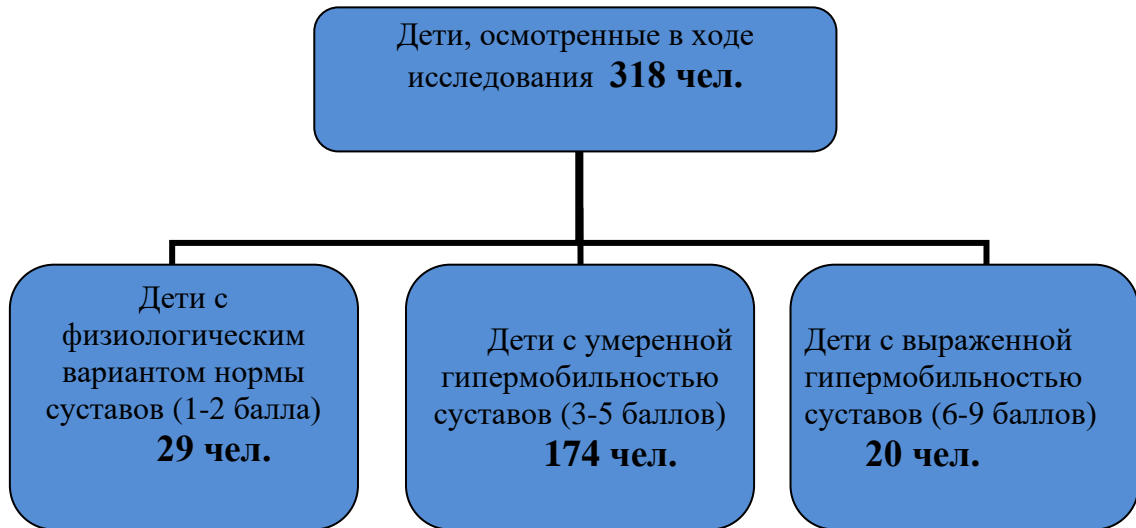 Дети, осмотренные в ходе
исследования 318 чел.
Дети с
физиологическим
вариантом нормы
суставов (1-2 балла)
29 чел.
Дети с умеренной
гипермобильностью
суставов (3-5 баллов)
174 чел.
Дети с выраженной
гипермобильностью
суставов (6-9 баллов)
20 чел.